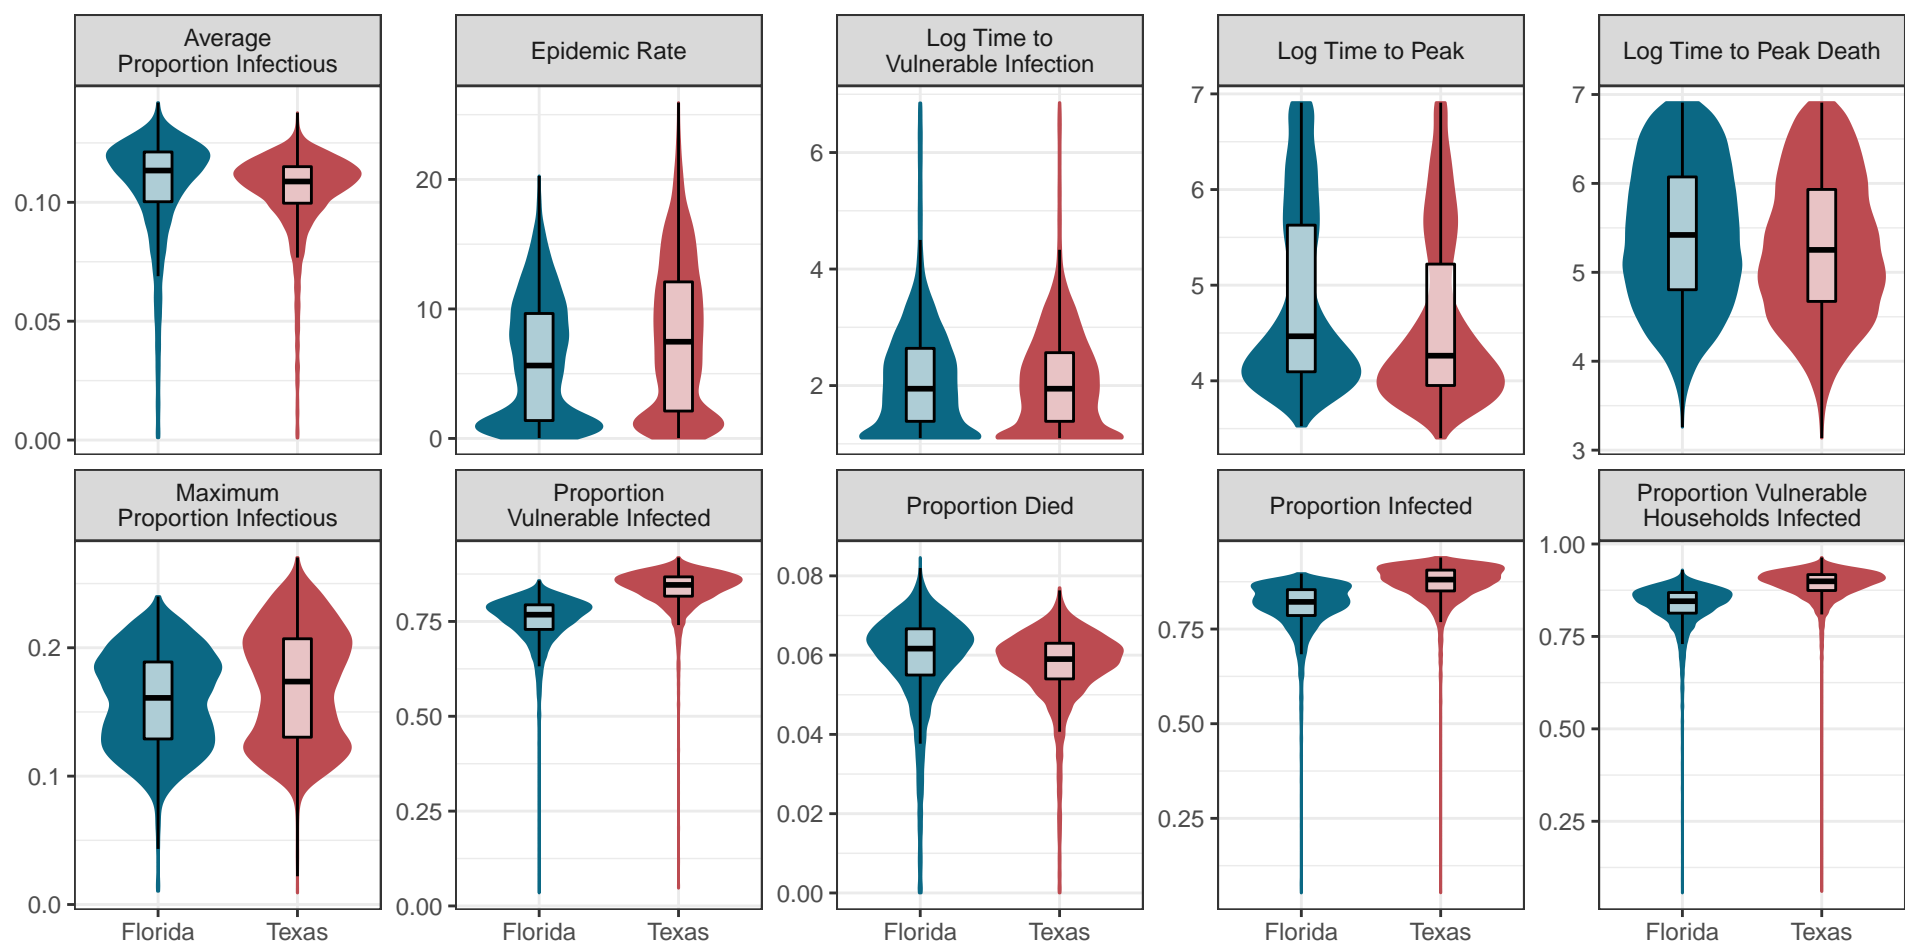 Average
Proportion Infectious
Epidemic Rate
Log Time to
Vulnerable Infection
Log Time to Peak
Log Time to Peak Death
0.10
0.05
0.00
20
10
0
6
4
2
7
6
5
4
7
6
5
4
3
Maximum
Proportion Infectious
Proportion
Vulnerable Infected
Proportion Died
Proportion Infected
Proportion Vulnerable
Households Infected
0.2
0.1
0.0
0.75
0.50
0.25
0.00
0.08
0.06
0.04
0.02
0.00
0.75
0.50
0.25
1.00
0.75
0.50
0.25
Florida Texas
Florida Texas
Florida Texas
Florida Texas
Florida Texas